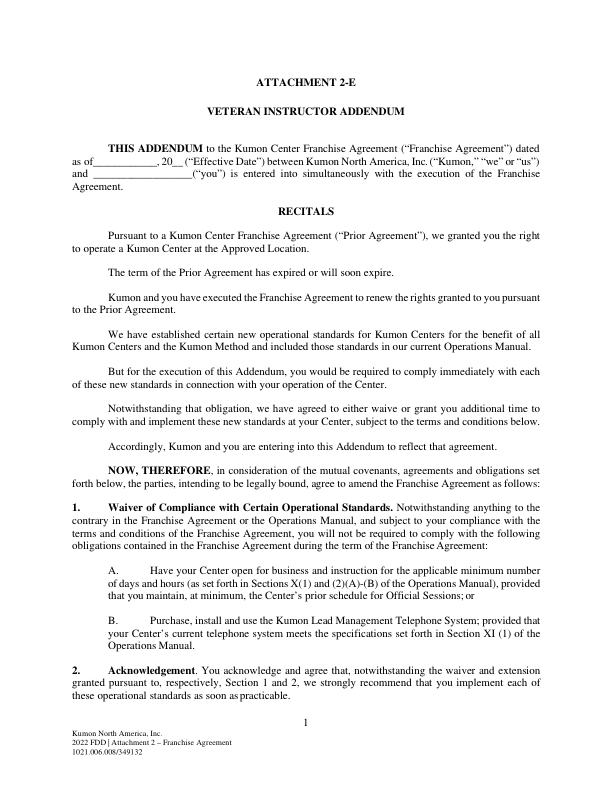 ATTACHMENT 2-E
VETERAN INSTRUCTOR ADDENDUM
THIS ADDENDUM to the Kumon Center Franchise Agreement (“Franchise Agreement”) dated
as of____________, 20__ (“Effective Date”) between Kumon North America, Inc. (“Kumon,” “we” or “us”)
and __________________(“you”) is entered into simultaneously with the execution of the Franchise
Agreement.
RECITALS
Pursuant to a Kumon Center Franchise Agreement (“Prior Agreement”), we granted you the right
to operate a Kumon Center at the Approved Location.
The term of the Prior Agreement has expired or will soon expire.
Kumon and you have executed the Franchise Agreement to renew the rights granted to you pursuant
to the Prior Agreement.
We have established certain new operational standards for Kumon Centers for the benefit of all
Kumon Centers and the Kumon Method and included those standards in our current Operations Manual.
But for the execution of this Addendum, you would be required to comply immediately with each
of these new standards in connection with your operation of the Center.
Notwithstanding that obligation, we have agreed to either waive or grant you additional time to
comply with and implement these new standards at your Center, subject to the terms and conditions below.
Accordingly, Kumon and you are entering into this Addendum to reflect that agreement.
NOW, THEREFORE, in consideration of the mutual covenants, agreements and obligations set
forth below, the parties, intending to be legally bound, agree to amend the Franchise Agreement as follows:
1. Waiver of Compliance with Certain Operational Standards. Notwithstanding anything to the
contrary in the Franchise Agreement or the Operations Manual, and subject to your compliance with the
terms and conditions of the Franchise Agreement, you will not be required to comply with the following
obligations contained in the Franchise Agreement during the term of the Franchise Agreement:
A. Have your Center open for business and instruction for the applicable minimum number
of days and hours (as set forth in Sections X(1) and (2)(A)-(B) of the Operations Manual), provided
that you maintain, at minimum, the Center’s prior schedule for Official Sessions; or
B. Purchase, install and use the Kumon Lead Management Telephone System; provided that
your Center’s current telephone system meets the specifications set forth in Section XI (1) of the
Operations Manual.
2. Acknowledgement. You acknowledge and agree that, notwithstanding the waiver and extension
granted pursuant to, respectively, Section 1 and 2, we strongly recommend that you implement each of
these operational standards as soon as practicable.
1
Kumon North America, Inc.
2022 FDD | Attachment 2 – Franchise Agreement
1021.006.008/349132